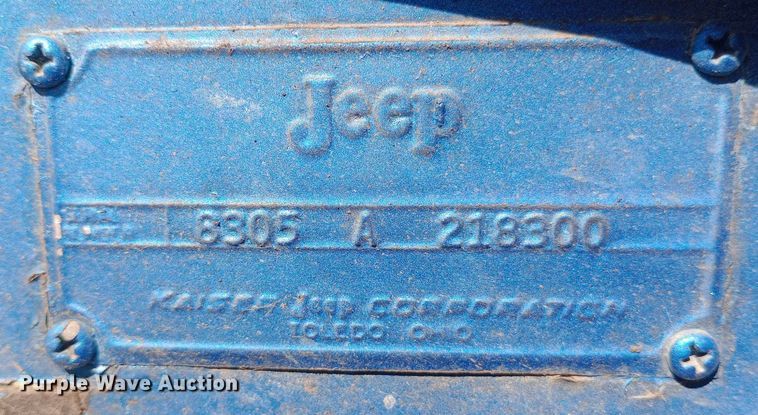 Jeep
8305 A 218300
KAISER Jeep CORPORATION
TOLEDO OHIO
Purple Wave Auction